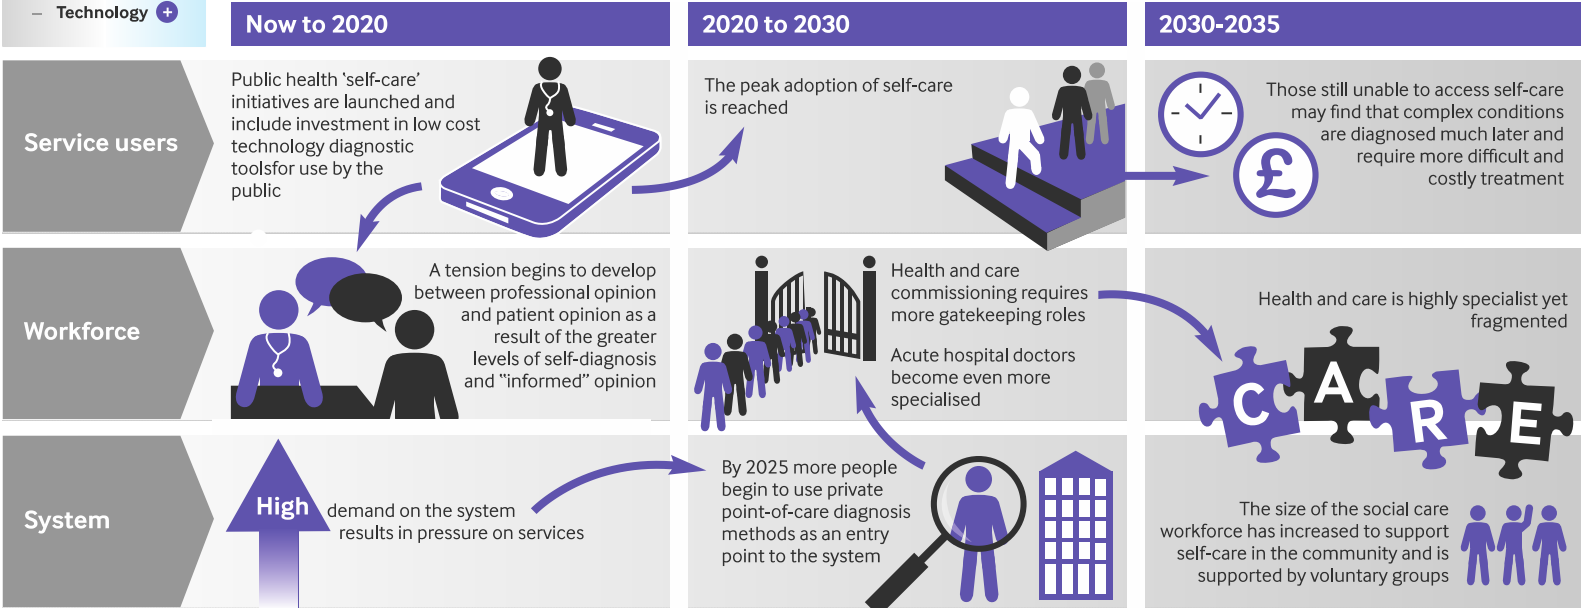 – Technology +
Now to 2020
2020 to 2030
2030-2035
Service users
Public health ‘self-care’
initiatives are launched and
include investment in low cost
technology diagnostic
toolsfor use by the
public
The peak adoption of self-care
is reached
Those still unable to access self-care
may find that complex conditions
are diagnosed much later and
require more difficult and
costly treatment
£
Workforce
A tension begins to develop
between professional opinion
and patient opinion as a
result of the greater
levels of self-diagnosis
and “informed” opinion
Health and care
commissioning requires
more gatekeeping roles
Acute hospital doctors
become even more
specialised
Health and care is highly specialist yet
fragmented
CARE
System
High
demand on the system
results in pressure on services
By 2025 more people
begin to use private
point-of-care diagnosis
methods as an entry
point to the system
The size of the social care
workforce has increased to support
self-care in the community and is
supported by voluntary groups